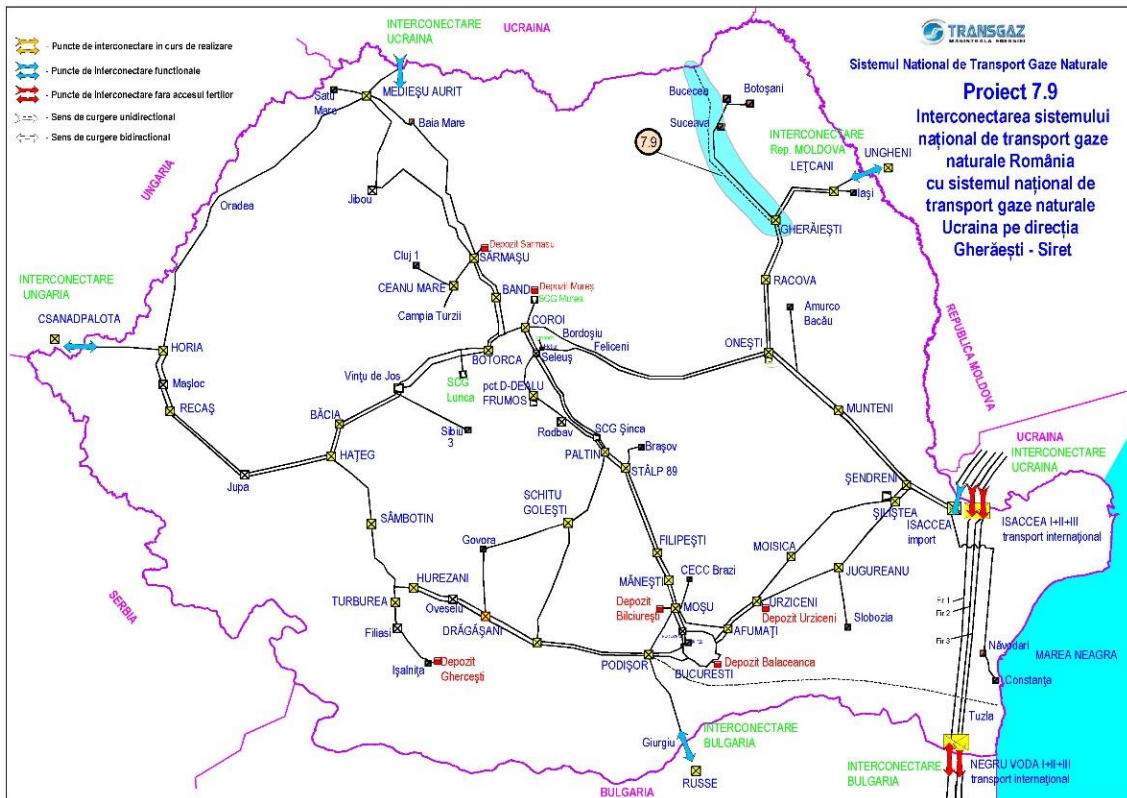 INTERCONECTARE
UCRAINA
UCRAINA
TRANSGAZ
- Puncte de interconectare in curs de realizare
- Puncte de interconectare functionale
- Puncte de interconectare fara accesul tertilor
- Sens de curgere unidirectional
- Sens de curgere bidirectional
Sistemul National de Transport Gaze Naturale
Proiect 7.9
Interconectarea sistemului
național de transport gaze
naturale România
cu sistemul național de
transport gaze naturale
Ucraina pe direcția
Gherăești - Siret
MEDIEȘU AURIT
Satu
Mare
Baia Mare
Bucecea
Botoșani
Suceava
7.9
INTERCONECTARE
Rep. MOLDOVA
UNGHENI
LEȚCANI
Iași
UNGARIA
Oradea
Jibou
GHERĂIEȘTI
Depozit Sarmasu
SĂRMAȘU
Cluj 1
CEANU MARE
BAND
Depozit Mureș
SCG Mures
RACOVA
Campia Turzii
COROI
Bordoșiu
Feliceni
Amurco
Bacău
INTERCONECTARE
UNGARIA
CSANADPALOTA
HORIA
BOTORCA
Seleuș
ONEȘTI
REPUBLICA MOLDOVA
Mașloc
Vințu de Jos
SCG
Lunca
pct. D-DEALU
FRUMOS
RECAȘ
BĂCIA
Sibiu
3
Rodbav
SCG Șinca
MUNTENI
Brașov
HAȚEG
PALTIN
STÂLP 89
Jupa
UCRAINA
INTERCONECTARE
UCRAINA
ȘENDRENI
SCHITU
GOLEȘTI
ȘILIȘTEA
ISACCEA
import
ISACCEA I+II+III
transport internațional
SÂMBOTIN
Govora
FILIPEȘTI
MOISICA
CECC Brazi
JUGUREANU
MĂNEȘTI
HUREZANI
Oveselu
TURBUREA
DRĂGĂȘANI
Depozit
Bilciurești
MOȘU
URZICENI
Depozit Urziceni
Slobozia
Fir 1
Fir 2
Fir 3
SERBIA
Filiasi
AFUMAȚI
Năvodari
MAREA NEAGRA
Ișalnița
Depozit
Ghercești
PODIȘOR
BUCURESTI
Depozit Balaceanca
Constanța
Tuzla
Giurgiu
INTERCONECTARE
BULGARIA
RUSSE
BULGARIA
INTERCONECTARE
BULGARIA
NEGRU VODA I+II+III
transport internațional